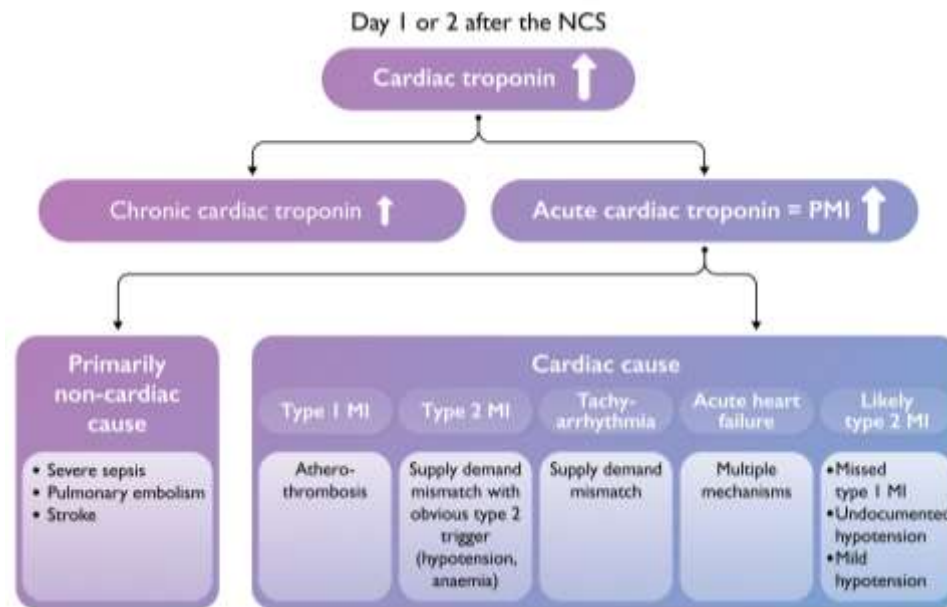 Day 1 or 2 after the NCS
Cardiac troponin
Chronic cardiac troponin
Acute cardiac troponin = PMI
Primarily
non-cardiac
cause
• Severe sepsis
• Pulmonary embolism
• Stroke
Cardiac cause
Type 1 MI
Athero-
thrombosis
Type 2 MI
Supply demand
mismatch with
obvious type 2
trigger
(hypotension,
anaemia)
Tachy-
arrhythmia
Supply demand
mismatch
Acute heart
failure
Multiple
mechanisms
Likely
type 2 MI
•Missed
type 1 MI
•Undocumented
hypotension
•Mild
hypotension